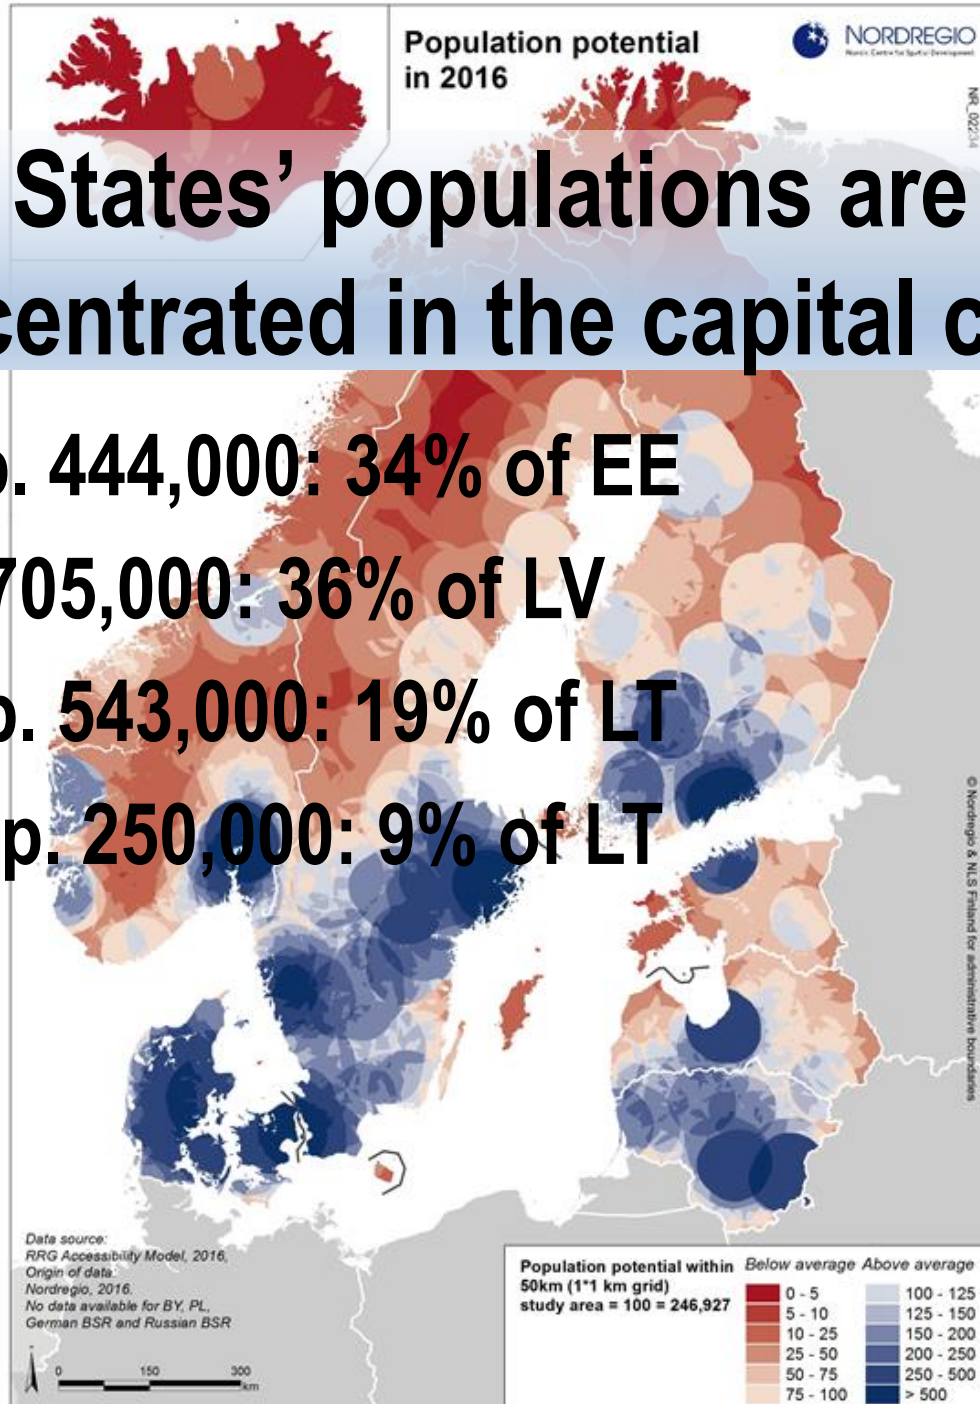 Population potential
in 2016
NORDREGIO
Nordic Centre for Spatial Development
States’ populations are
centrated in the capital c
p. 444,000: 34% of EE
705,000: 36% of LV
p. 543,000: 19% of LT
p. 250,000: 9% of LT
© Nordregio & NLS Finland for administrative boundaries
Data source:
RRG Accessibility Model, 2016,
Origin of data:
Nordregio, 2016.
No data available for BY, PL,
German BSR and Russian BSR
0 150 300
km
Population potential within
50km (1*1 km grid)
study area = 100 = 246,927
Below average Above average
0 - 5 100 - 125
5 - 10 125 - 150
10 - 25 150 - 200
25 - 50 200 - 250
50 - 75 250 - 500
75 - 100 > 500